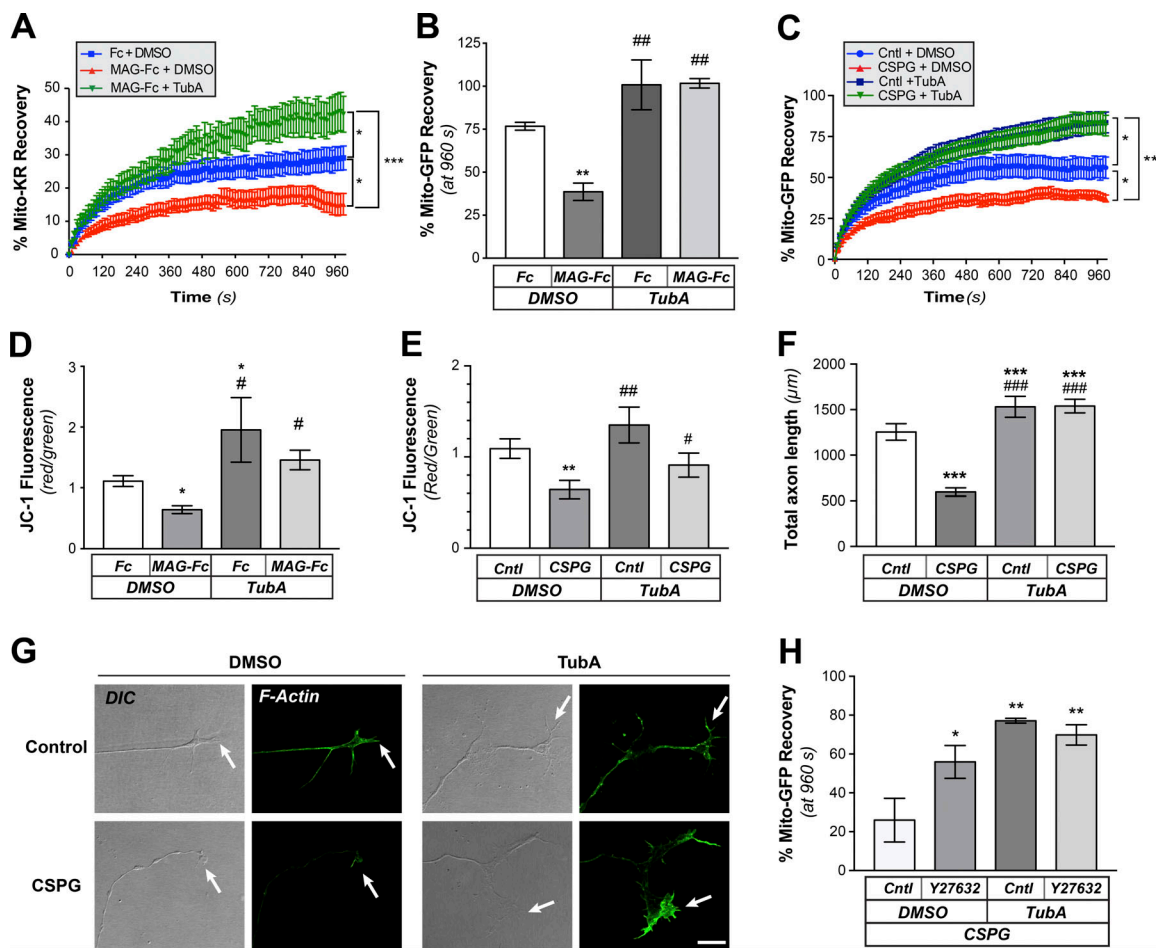 A
Fc + DMSO
MAG-Fc + DMSO
MAG-Fc + TubA
% Mito-KR Recovery
50
40
30
20
10
0
0 120 240 360 480 600 720 840 960
Time (s)
*
*
***
B
% Mito-GFP Recovery
(at 960 s)
125
100
75
50
25
0
**
##
##
Fc MAG-Fc Fc MAG-Fc
DMSO TubA
C
Cntl + DMSO
CSPG + DMSO
Cntl +TubA
CSPG + TubA
% Mito-GFP Recovery
100
75
50
25
0
0 120 240 360 480 600 720 840 960
Time (s)
*
*
**
D
JC-1 Fluorescence
(red/green)
3
2
1
0
*
*
#
#
Fc MAG-Fc Fc MAG-Fc
DMSO TubA
E
JC-1 Fluorescence
(Red/Green)
2
1
0
**
##
#
Cntl CSPG Cntl CSPG
DMSO TubA
F
Total axon length (µm)
2000
1500
1000
500
0
***
***
###
***
###
Cntl CSPG Cntl CSPG
DMSO TubA
G
DMSO TubA
DIC F-Actin
Control
CSPG
H
% Mito-GFP Recovery
(at 960 s)
100
80
60
40
20
0
*
**
**
Cntl Y27632 Cntl Y27632
DMSO TubA
CSPG